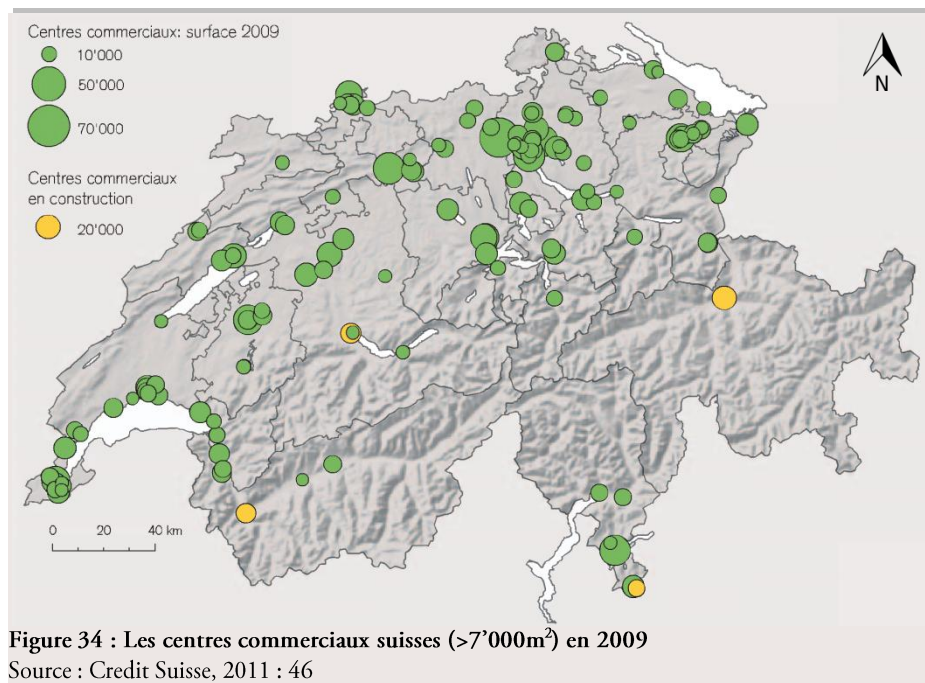 Centres commerciaux: surface 2009
10'000
50'000
70'000
Centres commerciaux
en construction
20'000
N
0 20 40 km
Figure 34 : Les centres commerciaux suisses (>7’000m²) en 2009
Source : Credit Suisse, 2011 : 46